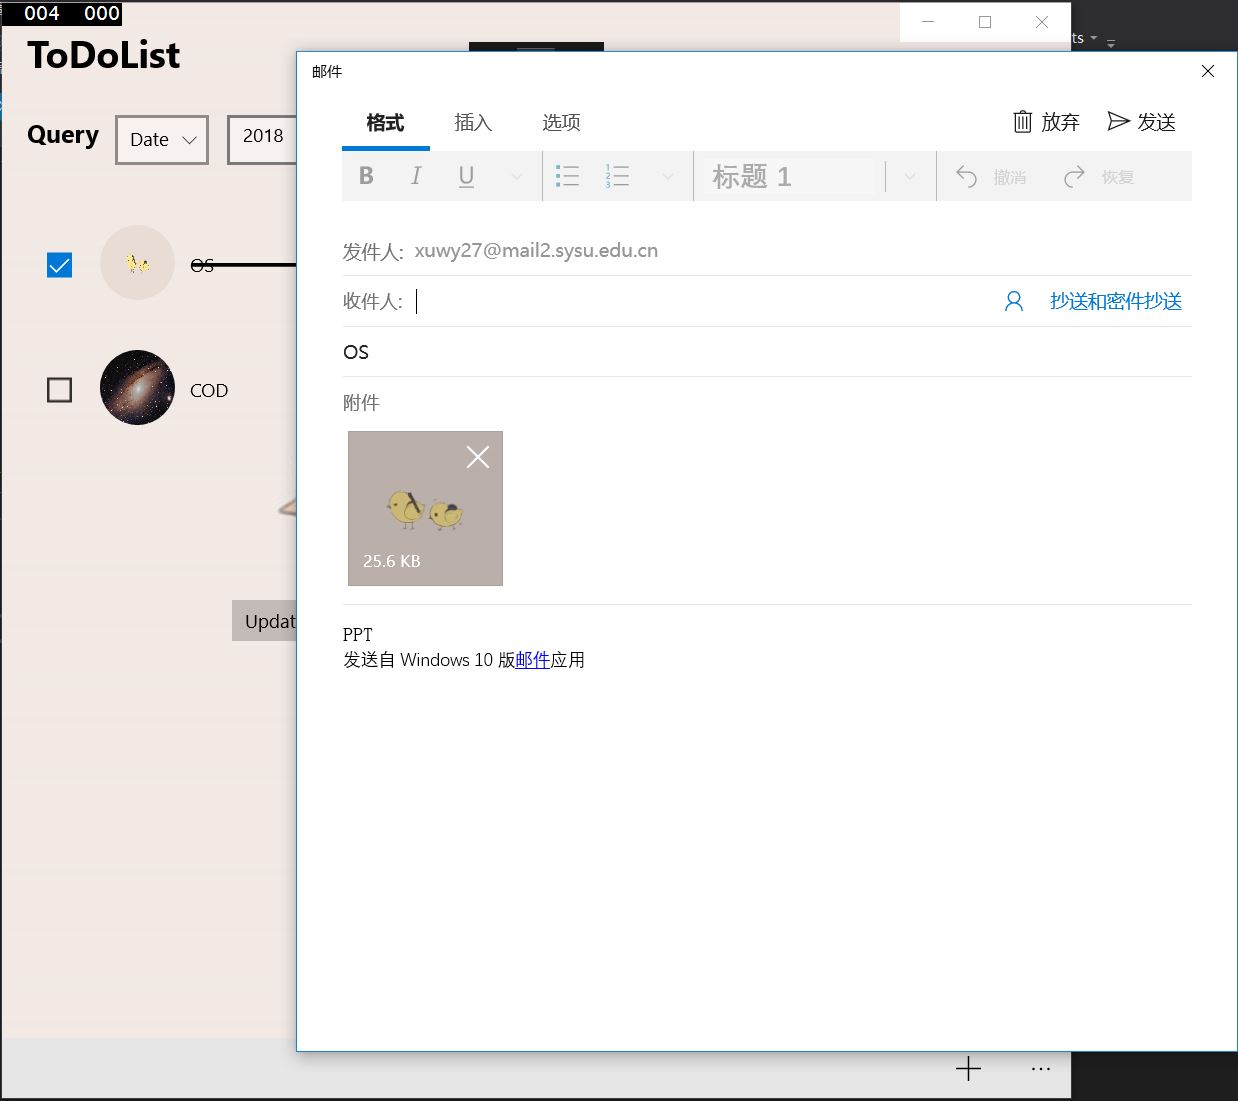 004 000
ToDoList
ts
邮件
格式 插入 选项 放弃 发送
Query Date 2018
B I U 标题 1 撤消 恢复
发件人: xuwy27@mail2.sysu.edu.cn
OS
收件人: 抄送和密件抄送
OS
COD
附件
25.6 KB
Updat
PPT
发送自 Windows 10 版邮件应用